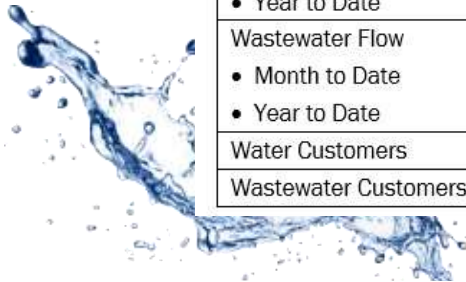 • Year to Date
Wastewater Flow
• Month to Date
• Year to Date
Water Customers
Wastewater Customers